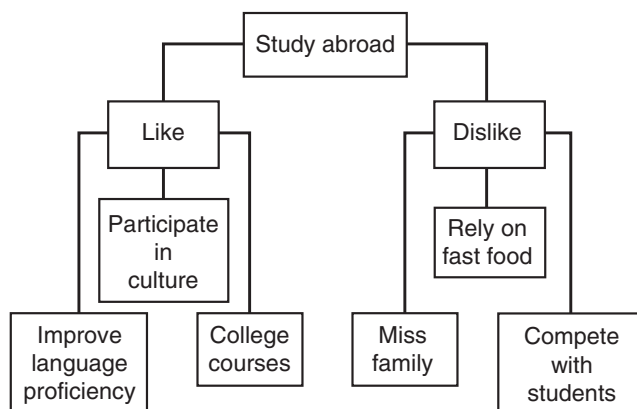 Study abroad
Like
Dislike
Participate
in
culture
Rely on
fast food
Improve
language
proficiency
College
courses
Miss
family
Compete
with
students